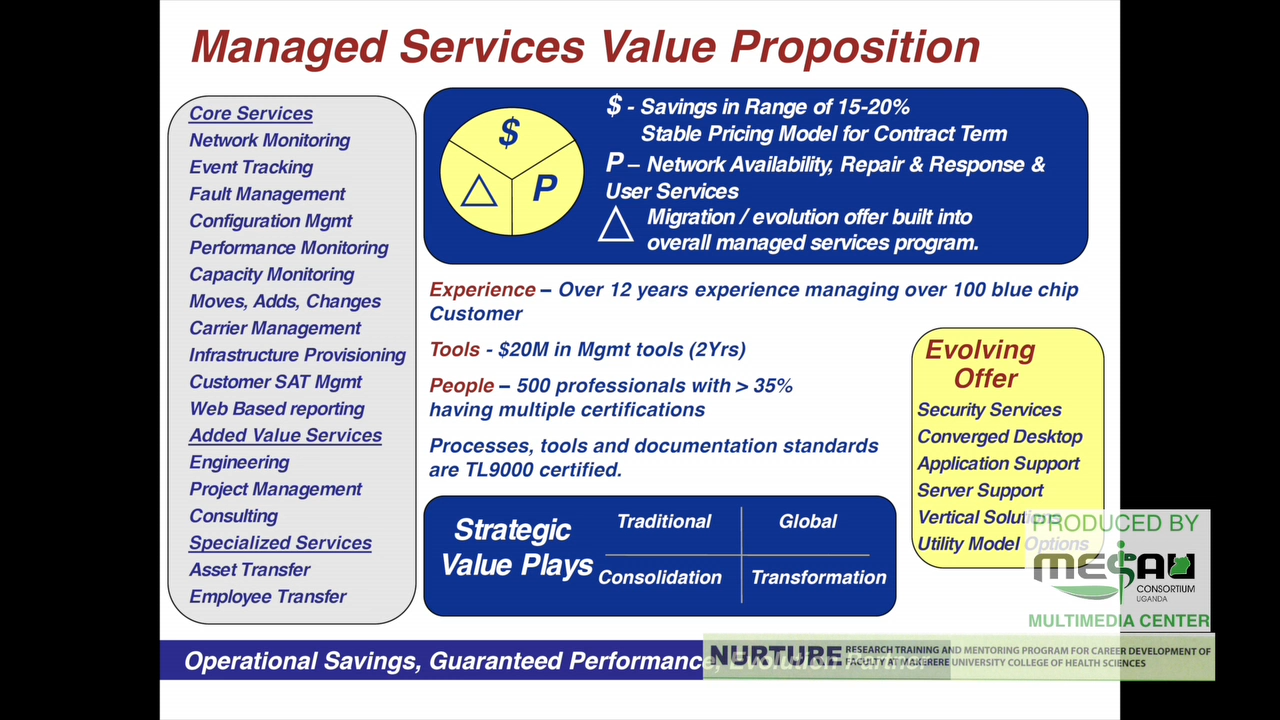 Managed Services Value Proposition
Core Services
Network Monitoring
Event Tracking
Fault Management
Configuration Mgmt
Performance Monitoring
Capacity Monitoring
Moves, Adds, Changes
Carrier Management
Infrastructure Provisioning
Customer SAT Mgmt
Web Based reporting
Added Value Services
Engineering
Project Management
Consulting
Specialized Services
Asset Transfer
Employee Transfer
$
P
$ - Savings in Range of 15-20%
Stable Pricing Model for Contract Term
P – Network Availability, Repair & Response &
User Services
Migration / evolution offer built into
overall managed services program.
Experience – Over 12 years experience managing over 100 blue chip
Customer
Tools - $20M in Mgmt tools (2Yrs)
People – 500 professionals with > 35%
having multiple certifications
Processes, tools and documentation standards
are TL9000 certified.
Evolving
Offer
Security Services
Converged Desktop
Application Support
Server Support
Vertical Solutions
Utility Model Options
Strategic
Value Plays
Traditional
Global
Consolidation
Transformation
PRODUCED BY
MESAU
CONSORTIUM
UGANDA
MULTIMEDIA CENTER
Operational Savings, Guaranteed Performance, Evolution Partner
NURTURE
RESEARCH TRAINING AND MENTORING PROGRAM FOR CAREER DEVELOPMENT OF
FACULTY AT MAKERERE UNIVERSITY COLLEGE OF HEALTH SCIENCES